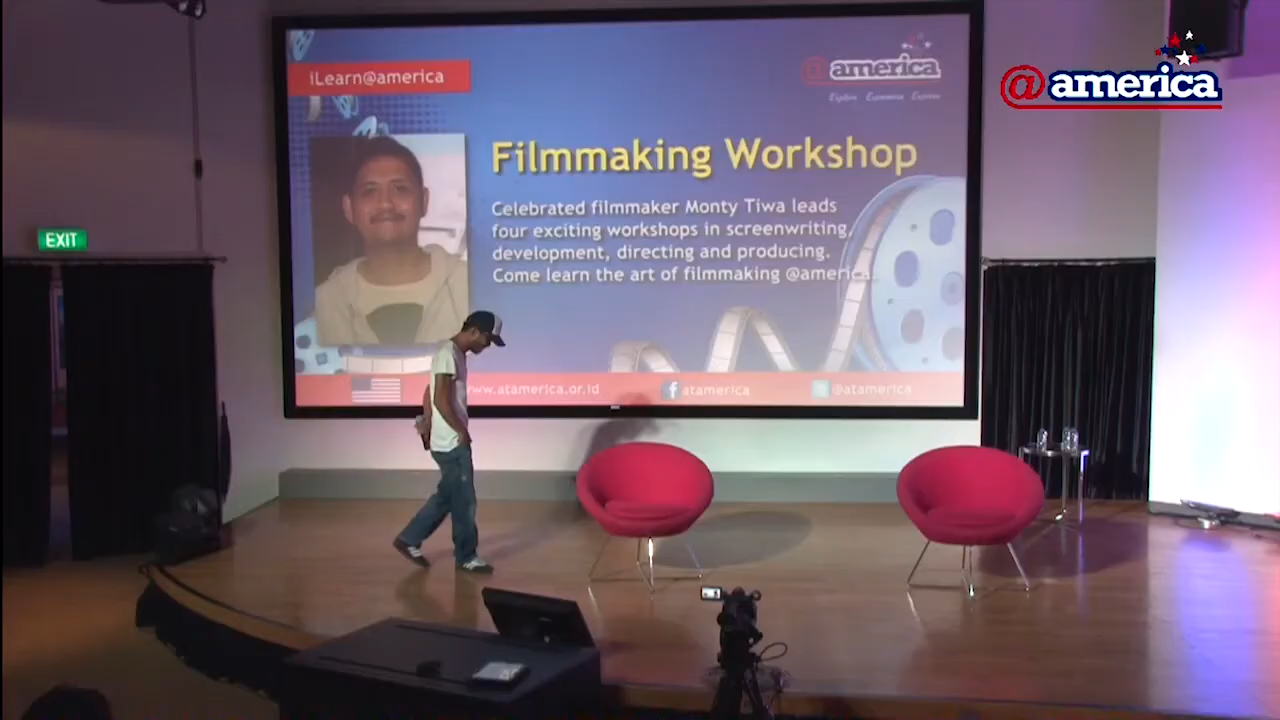 iLearn@america
@america
Explore Experience Express
@america
Filmmaking Workshop
Celebrated filmmaker Monty Tiwa leads
four exciting workshops in screenwriting,
development, directing and producing.
Come learn the art of filmmaking @america.
EXIT
www.atamerica.or.id
f atamerica
@atamerica